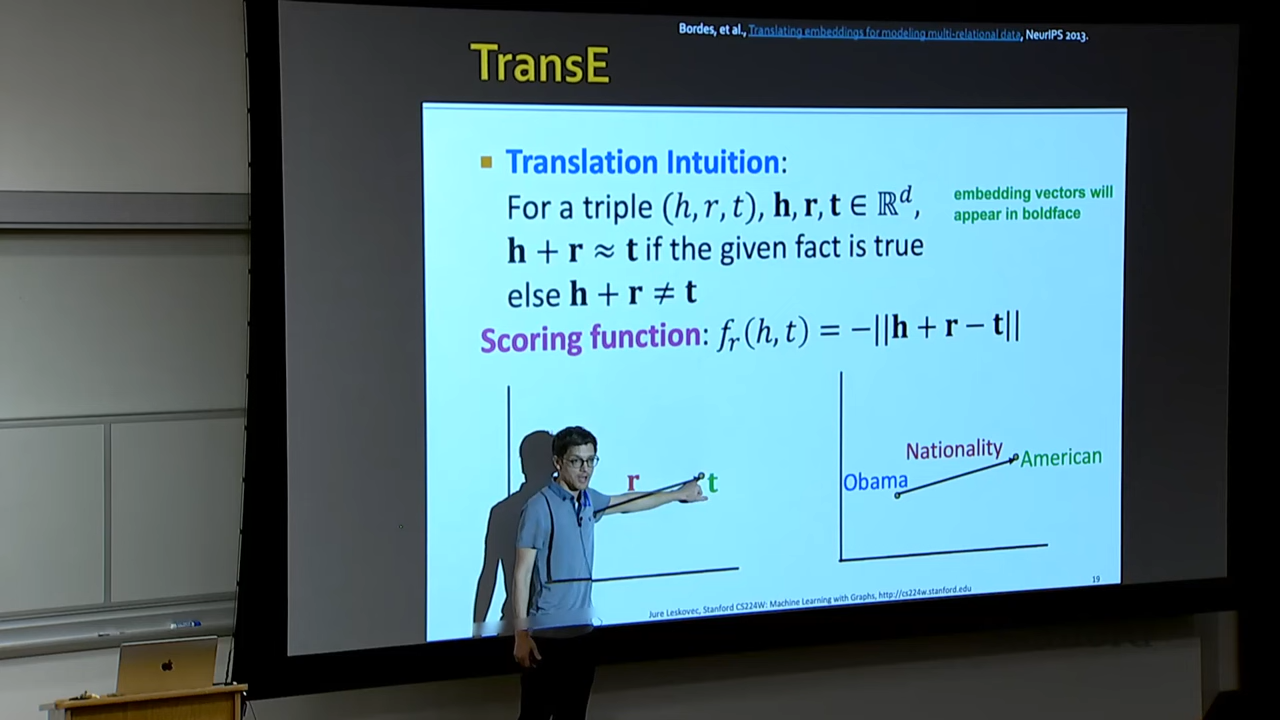 Bordes, et al., Translating embeddings for modeling multi-relational data, NeurIPS 2013.
TransE
Translation Intuition:
For a triple (h, r, t), h, r, t ∈ ℝᵈ,
embedding vectors will
appear in boldface
h + r ≈ t if the given fact is true
else h + r ≠ t
Scoring function: fᵣ(h, t) = −||h + r − t||
r
t
Nationality
Obama
American
19
Jure Leskovec, Stanford CS224W: Machine Learning with Graphs, http://cs224w.stanford.edu